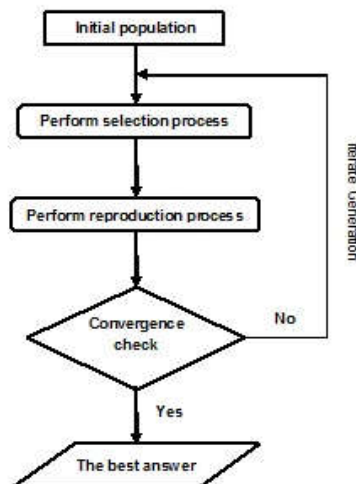 Initial population
Perform selection process
Perform reproduction process
Convergence
check
No
Iterate Generation
Yes
The best answer